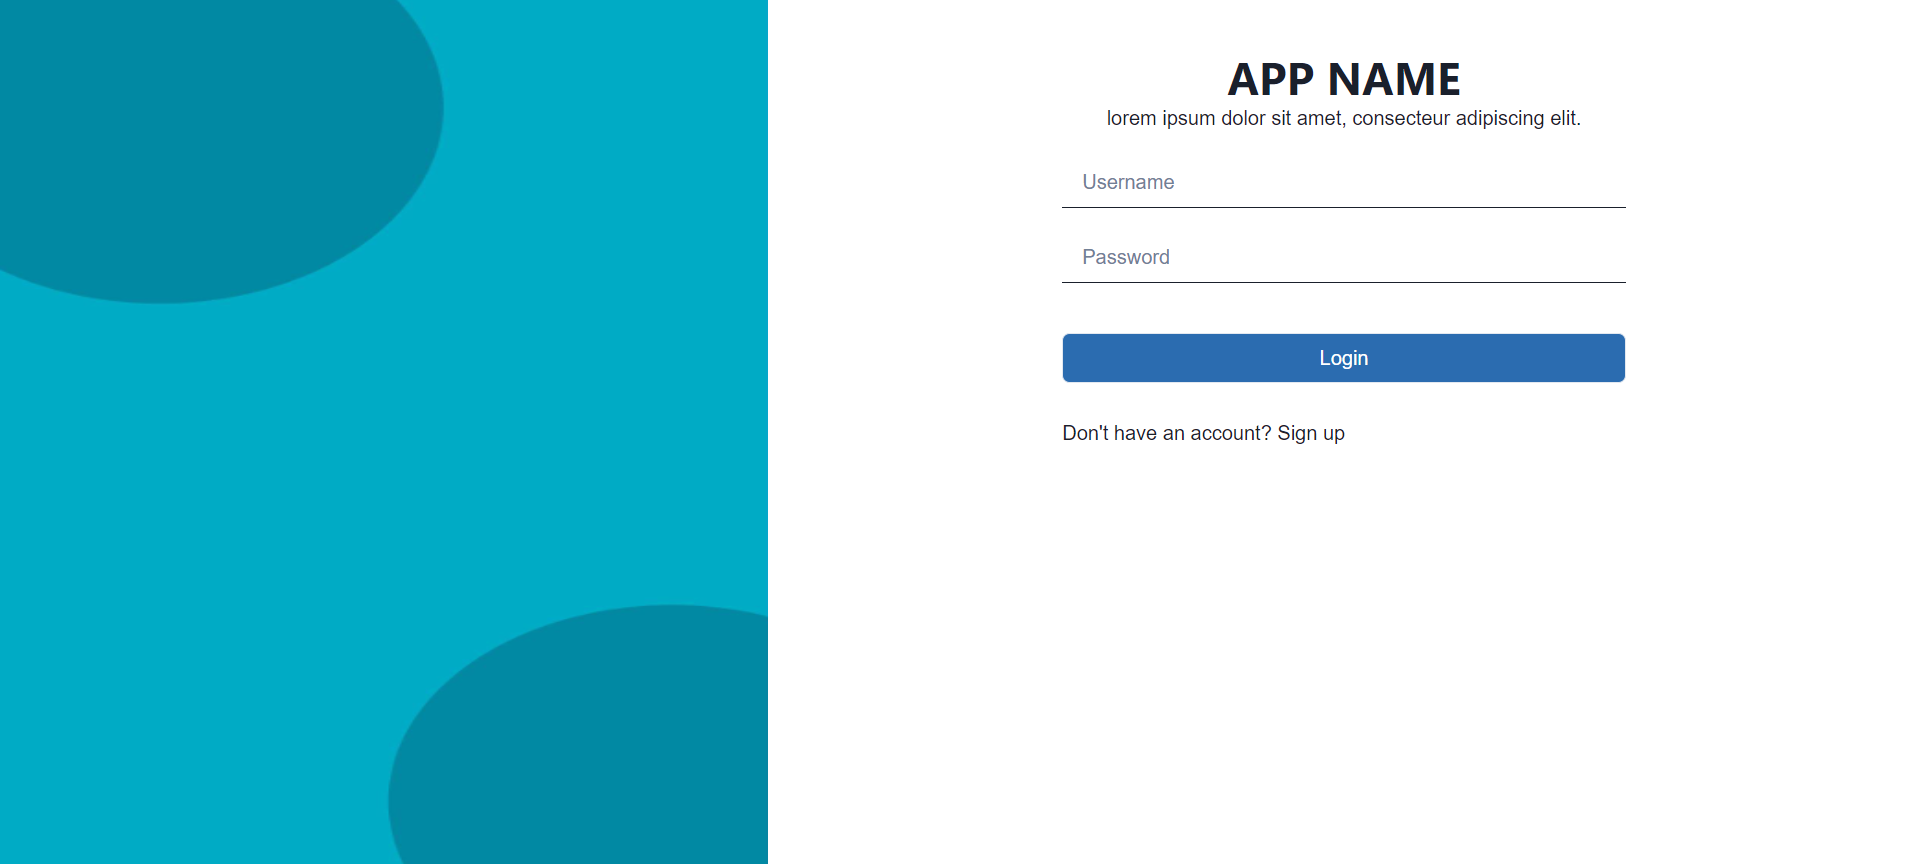 APP NAME
lorem ipsum dolor sit amet, consecteur adipiscing elit.
Username
Password
Login
Don't have an account? Sign up